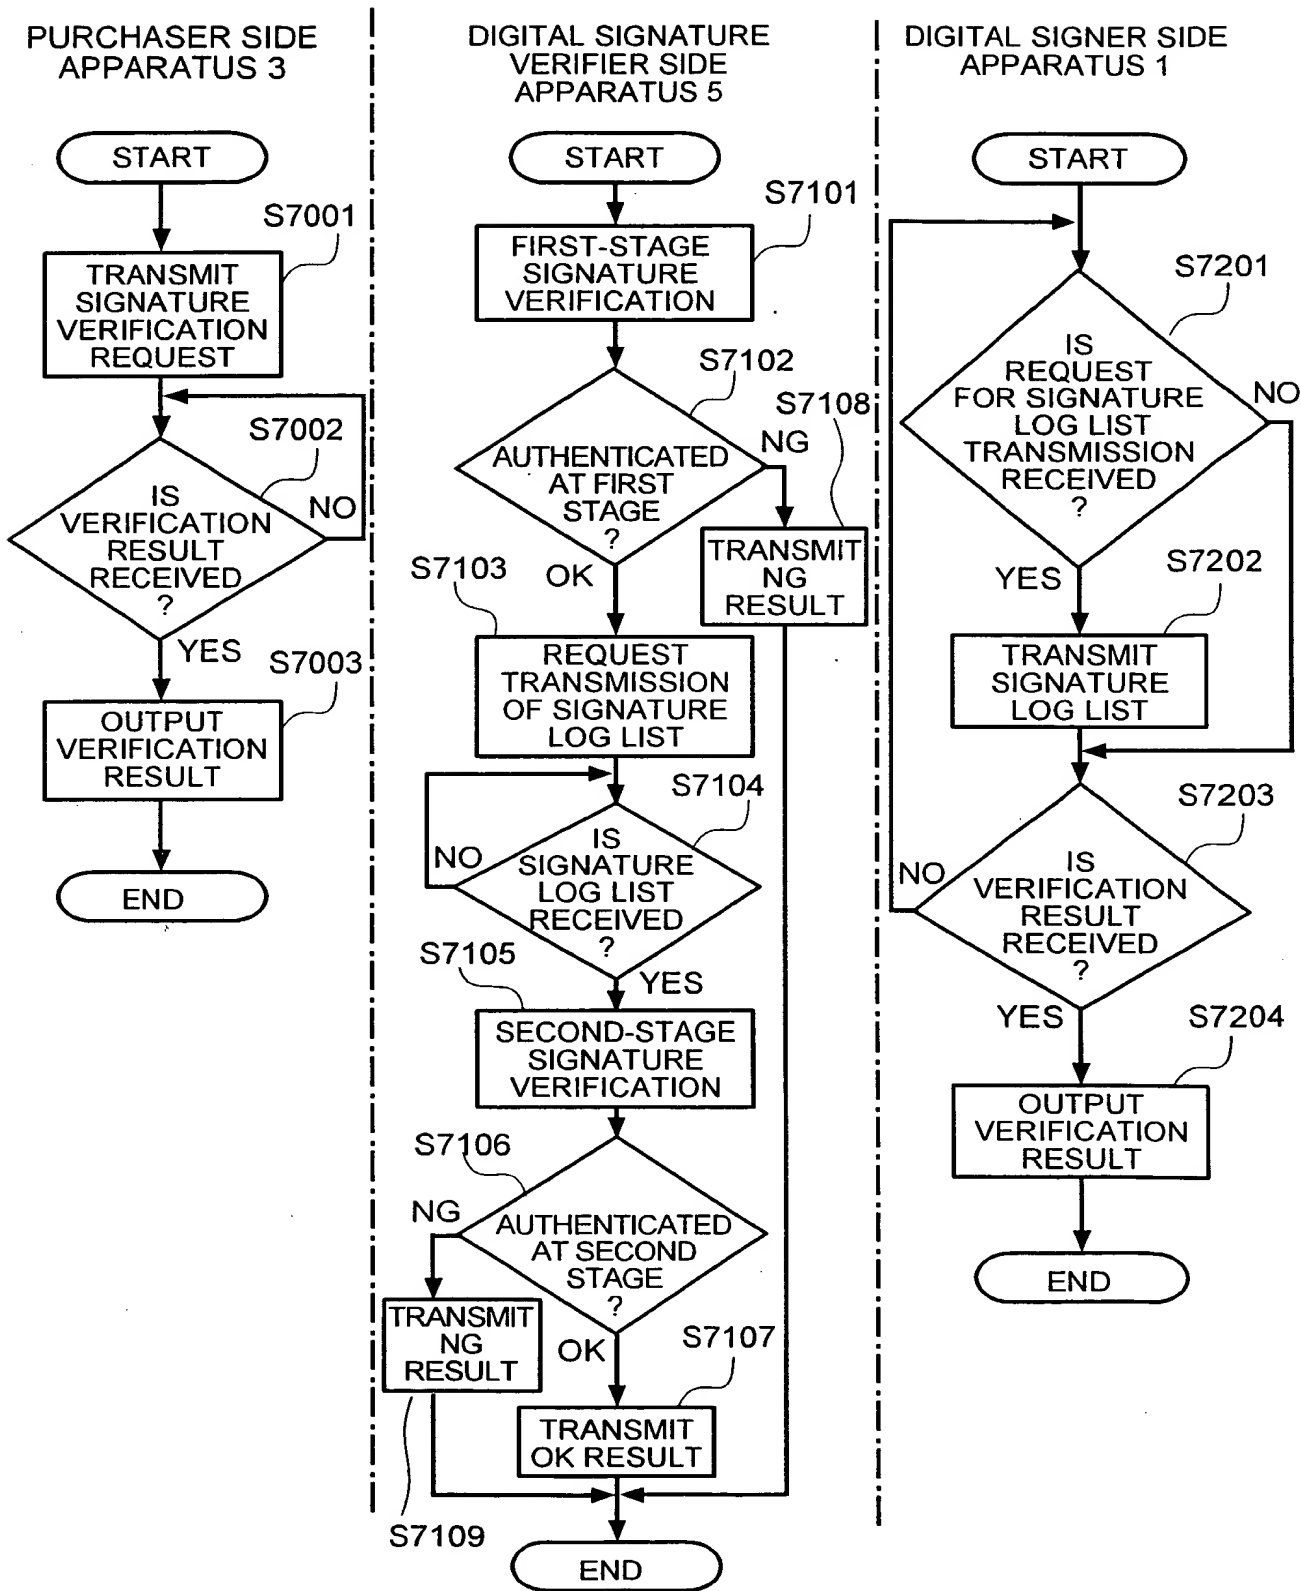 PURCHASER SIDE
APPARATUS 3
START
S7001
TRANSMIT
SIGNATURE
VERIFICATION
REQUEST
S7002
IS
VERIFICATION
RESULT
RECEIVED
?
NO
YES
S7003
OUTPUT
VERIFICATION
RESULT
END
DIGITAL SIGNATURE
VERIFIER SIDE
APPARATUS 5
START
S7101
FIRST-STAGE
SIGNATURE
VERIFICATION
S7102
AUTHENTICATED
AT FIRST
STAGE
?
NG
S7108
TRANSMIT
NG
RESULT
OK
S7103
REQUEST
TRANSMISSION
OF SIGNATURE
LOG LIST
S7104
IS
SIGNATURE
LOG LIST
RECEIVED
?
NO
YES
S7105
SECOND-STAGE
SIGNATURE
VERIFICATION
S7106
AUTHENTICATED
AT SECOND
STAGE
?
NG
TRANSMIT
NG
RESULT
S7109
OK
S7107
TRANSMIT
OK RESULT
END
DIGITAL SIGNER SIDE
APPARATUS 1
START
S7201
IS
REQUEST
FOR SIGNATURE
LOG LIST
TRANSMISSION
RECEIVED
?
NO
YES
S7202
TRANSMIT
SIGNATURE
LOG LIST
S7203
IS
VERIFICATION
RESULT
RECEIVED
?
NO
YES
S7204
OUTPUT
VERIFICATION
RESULT
END